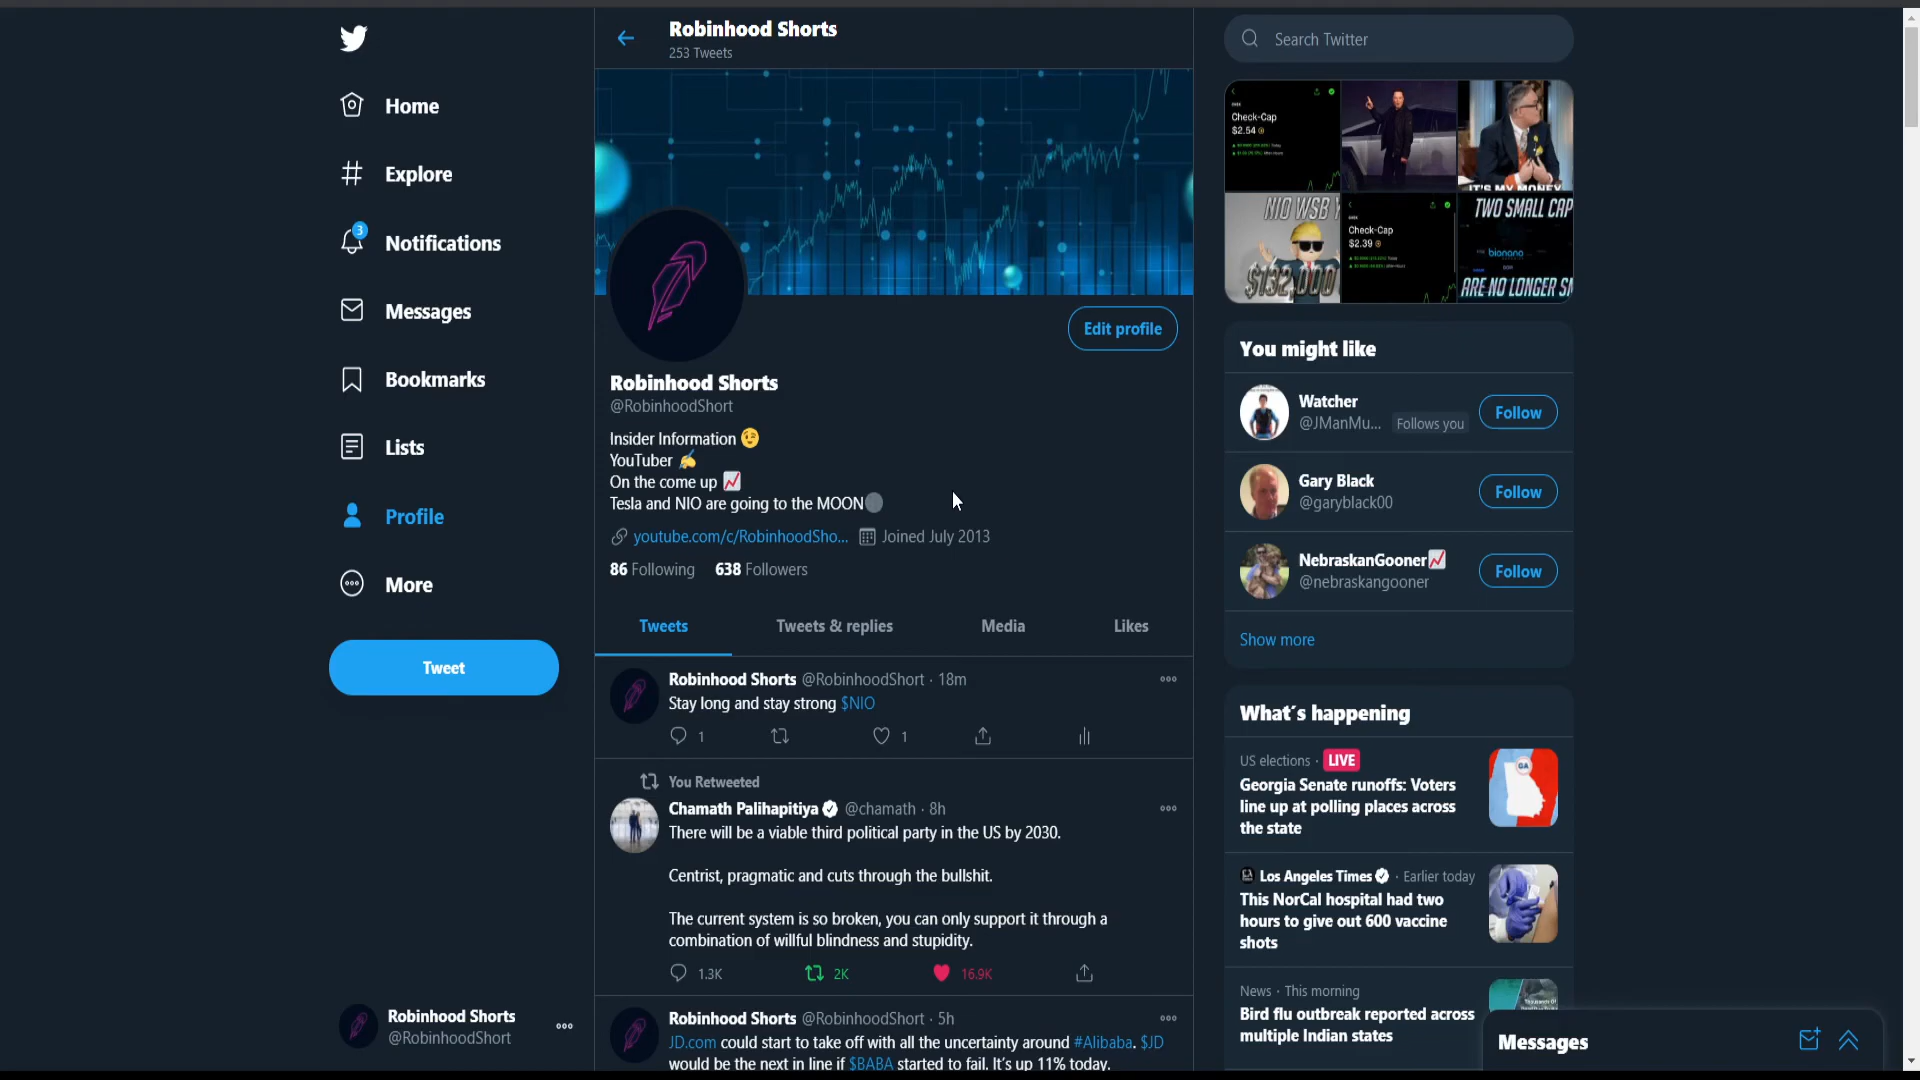 Home
Explore
3
Notifications
Messages
Bookmarks
Lists
Profile
More
Tweet
Robinhood Shorts
@RobinhoodShort
Robinhood Shorts
253 Tweets
Edit profile
Robinhood Shorts
@RobinhoodShort
Insider Information 😉
YouTuber ✍
On the come up 📈
Tesla and NIO are going to the MOON🌑
youtube.com/c/RobinhoodSho... Joined July 2013
86 Following 638 Followers
Tweets Tweets & replies Media Likes
Robinhood Shorts @RobinhoodShort · 18m
Stay long and stay strong $NIO
1 1
You Retweeted
Chamath Palihapitiya @chamath · 8h
There will be a viable third political party in the US by 2030.
Centrist, pragmatic and cuts through the bullshit.
The current system is so broken, you can only support it through a
combination of willful blindness and stupidity.
1.3K 2K 16.9K
Robinhood Shorts @RobinhoodShort · 5h
JD.com could start to take off with all the uncertainty around #Alibaba. $JD
would be the next in line if $BABA started to fail. It's up 11% today.
Search Twitter
Check-Cap
$2.54
IT'S MY MONEY
NIO WSB
$132,000
Check-Cap
$2.39
TWO SMALL CAP
bionano
ARE NO LONGER
You might like
Watcher
@JManMu... Follows you
Follow
Gary Black
@garyblack00
Follow
NebraskanGooner📈
@nebraskangooner
Follow
Show more
What's happening
US elections · LIVE
Georgia Senate runoffs: Voters
line up at polling places across
the state
GA
Los Angeles Times · Earlier today
This NorCal hospital had two
hours to give out 600 vaccine
shots
News · This morning
Bird flu outbreak reported across
multiple Indian states
Messages